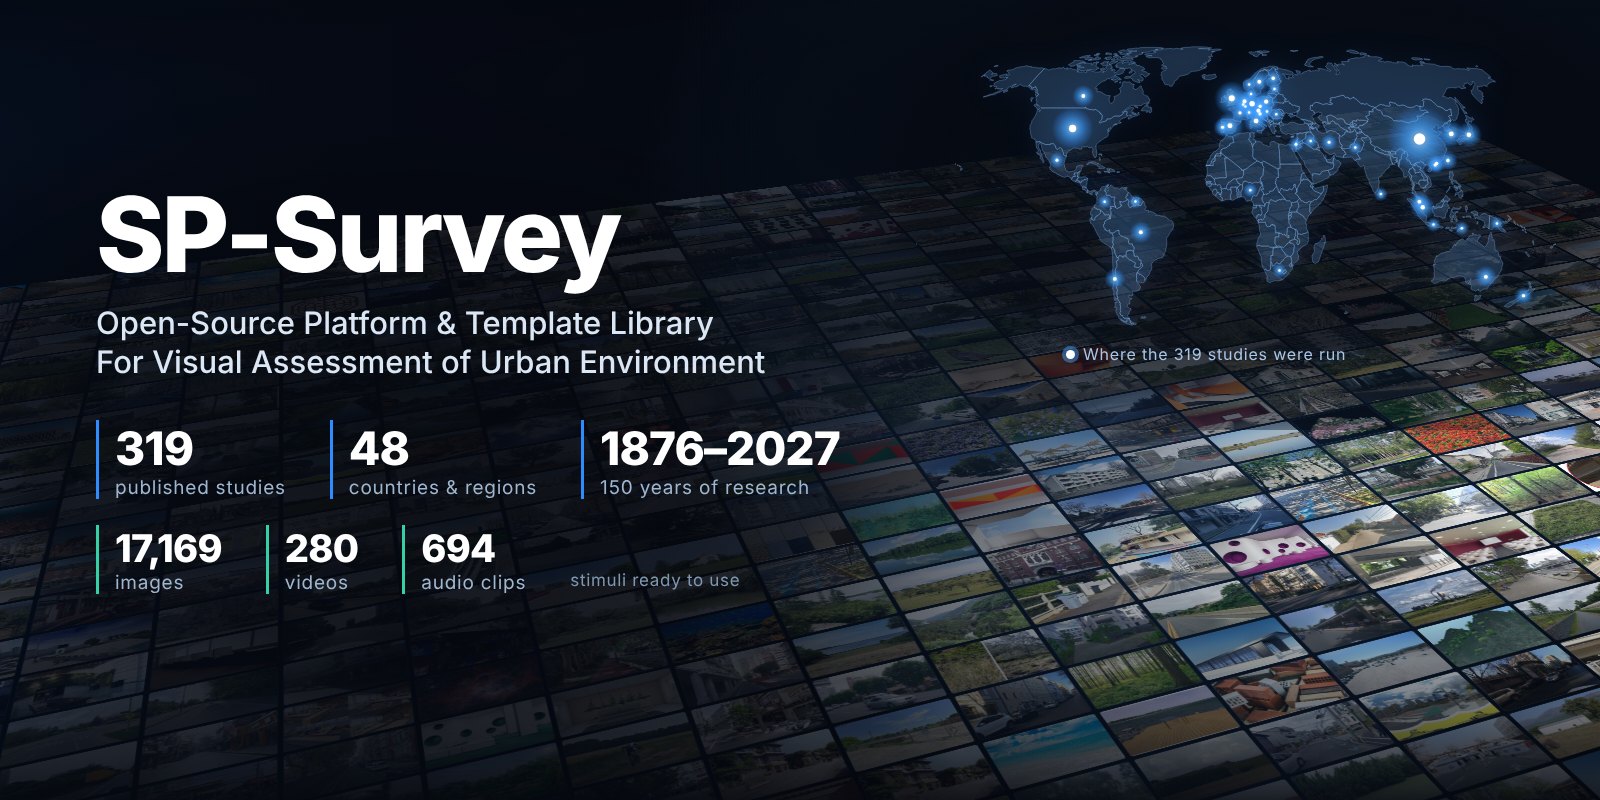 SP-Survey
Open-Source Platform & Template Library
For Visual Assessment of Urban Environment
319
published studies
48
countries & regions
1876–2027
150 years of research
17,169
images
280
videos
694
audio clips
stimuli ready to use
Where the 319 studies were run